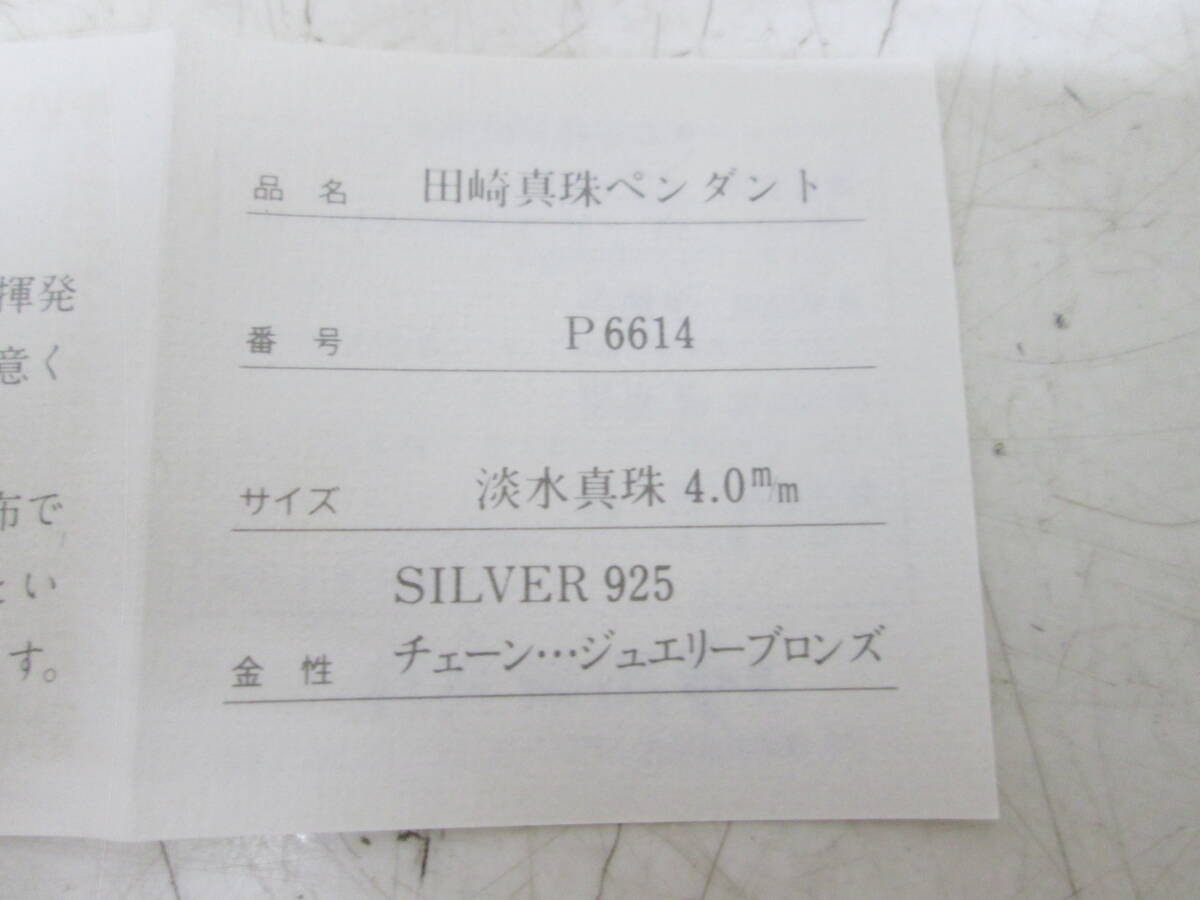 揮発
意く
布で
とい
す。
品名 田崎真珠ペンダント
番号 P6614
サイズ 淡水真珠 4.0m/m
SILVER 925
金性 チェーン…ジュエリーブロンズ